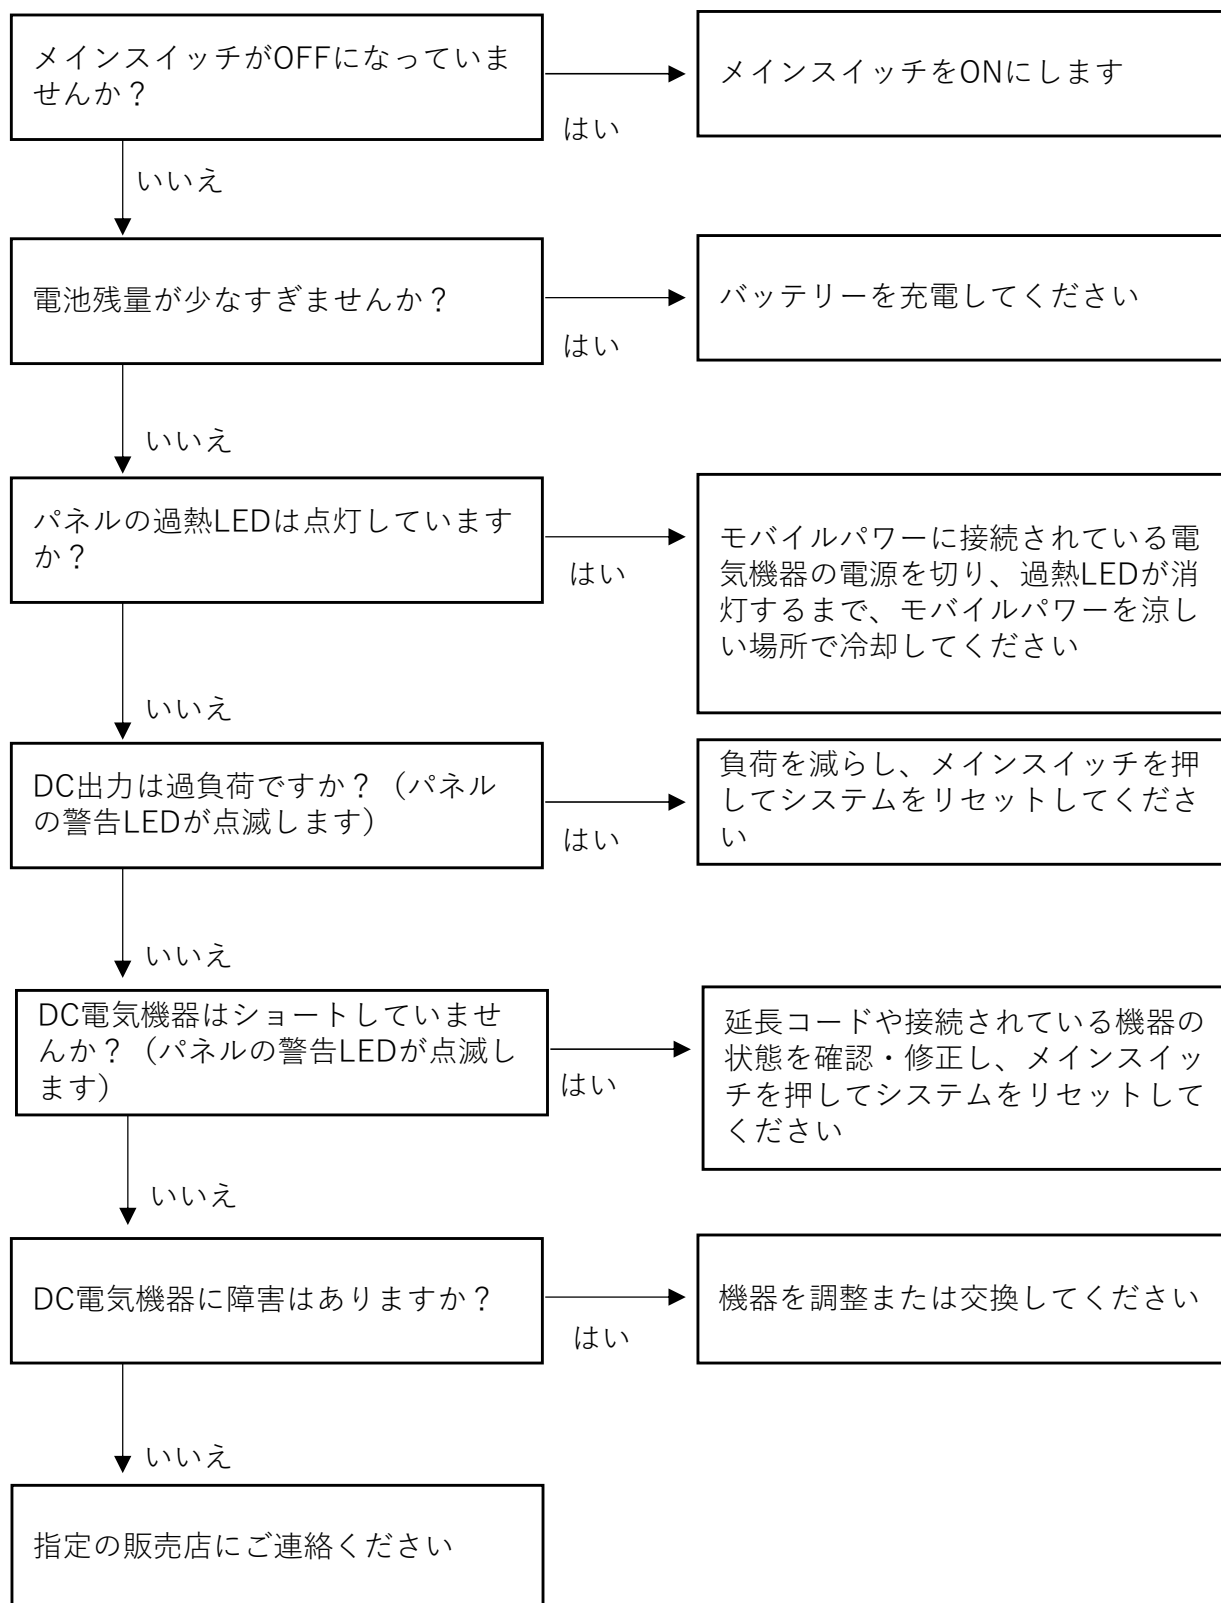 メインスイッチがOFFになっていま
せんか？
メインスイッチをONにします
はい
いいえ
電池残量が少なすぎませんか？
バッテリーを充電してください
はい
いいえ
パネルの過熱LEDは点灯しています
か？
モバイルパワーに接続されている電
気機器の電源を切り、過熱LEDが消
灯するまで、モバイルパワーを涼し
い場所で冷却してください
はい
いいえ
DC出力は過負荷ですか？（パネル
の警告LEDが点滅します）
負荷を減らし、メインスイッチを押
してシステムをリセットしてくださ
い
はい
いいえ
DC電気機器はショートしていませ
んか？（パネルの警告LEDが点滅し
ます）
延長コードや接続されている機器の
状態を確認・修正し、メインスイッ
チを押してシステムをリセットして
ください
はい
いいえ
DC電気機器に障害はありますか？
機器を調整または交換してください
はい
いいえ
指定の販売店にご連絡ください